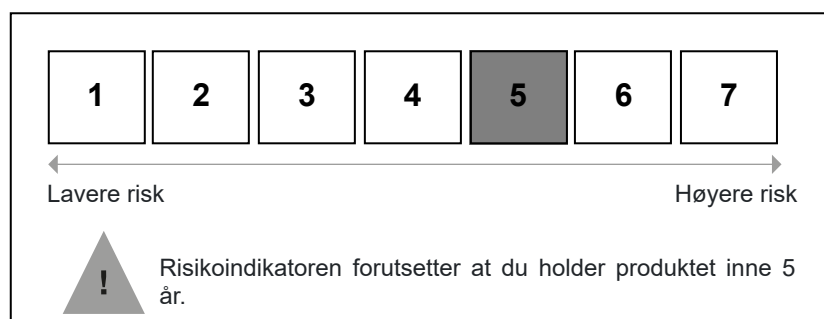 1 2 3 4 5 6 7
Lavere risk Høyere risk
! Risikoindikatoren forutsetter at du holder produktet inne 5
år.